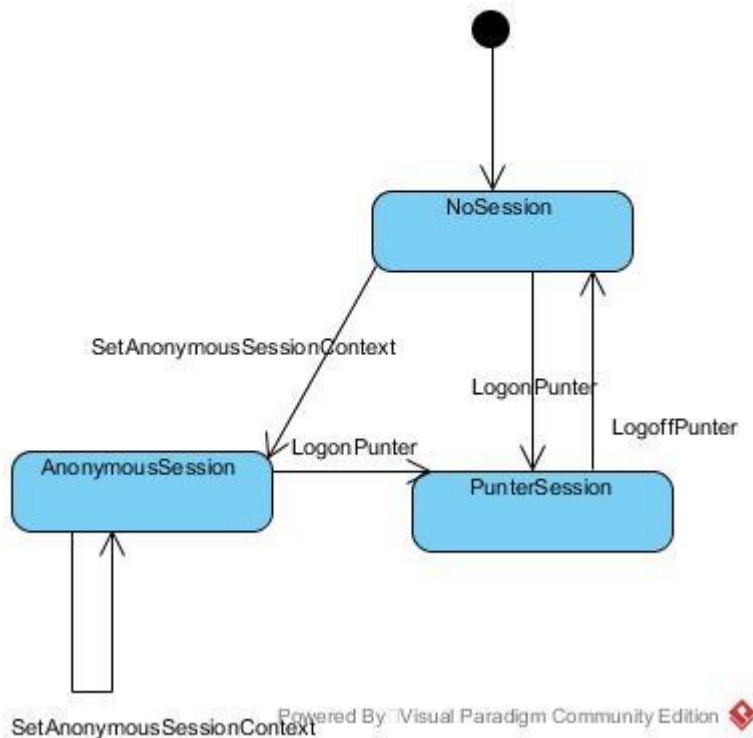 NoSession
SetAnonymousSessionContext
LogonPunter
LogoffPunter
LogonPunter
AnonymousSession
PunterSession
Powered By Visual Paradigm Community Edition
SetAnonymousSessionContext